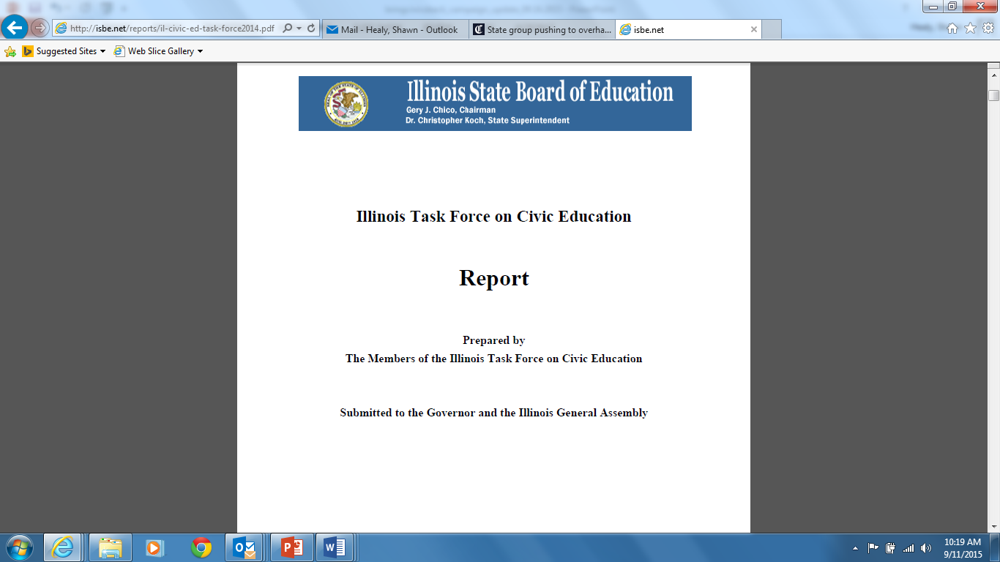 http://isbe.net/reports/il-civic-ed-task-force2014.pdf
Mail - Healy, Shawn - Outlook
State group pushing to overha...
isbe.net
Suggested Sites
Web Slice Gallery
Illinois State Board of Education
Gery J. Chico, Chairman
Dr. Christopher Koch, State Superintendent
Illinois Task Force on Civic Education
Report
Prepared by
The Members of the Illinois Task Force on Civic Education
Submitted to the Governor and the Illinois General Assembly
10:19 AM
9/11/2015